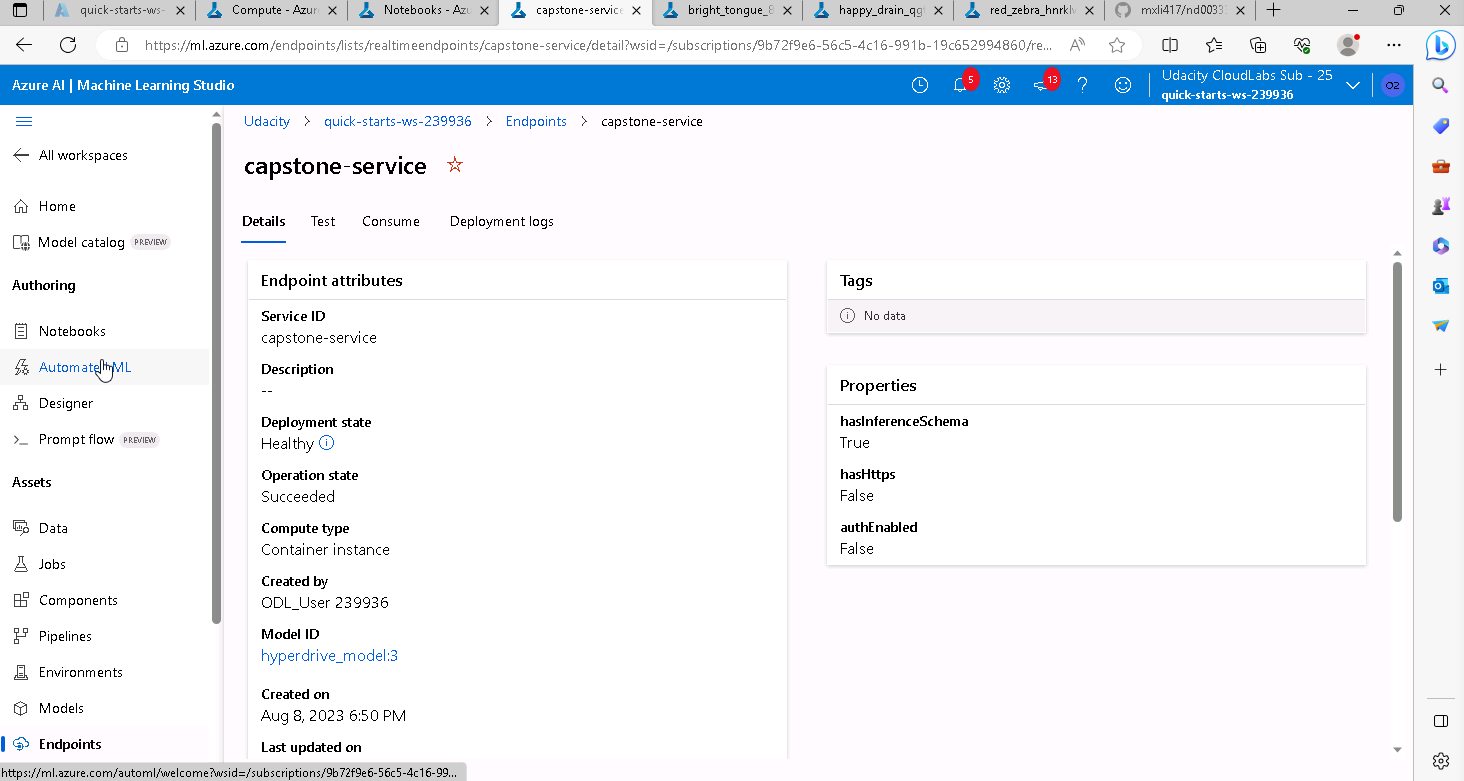 quick-starts-ws-
Compute - Azur
Notebooks - Azu
capstone-service
bright_tongue_
happy_drain_qg
red_zebra_hnrklv
mxli417/nd0033
https://ml.azure.com/endpoints/lists/realtimeendpoints/capstone-service/detail?wsid=/subscriptions/9b72f9e6-56c5-4c16-991b-19c652994860/re...
Azure AI | Machine Learning Studio
5
13
Udacity CloudLabs Sub - 25
quick-starts-ws-239936
O2
All workspaces
Home
Model catalog PREVIEW
Authoring
Notebooks
Automated ML
Designer
Prompt flow PREVIEW
Assets
Data
Jobs
Components
Pipelines
Environments
Models
Endpoints
https://ml.azure.com/automl/welcome?wsid=/subscriptions/9b72f9e6-56c5-4c16-99...
Udacity > quick-starts-ws-239936 > Endpoints > capstone-service
capstone-service
Details Test Consume Deployment logs
Endpoint attributes
Service ID
capstone-service
Description
--
Deployment state
Healthy
Operation state
Succeeded
Compute type
Container instance
Created by
ODL_User 239936
Model ID
hyperdrive_model:3
Created on
Aug 8, 2023 6:50 PM
Last updated on
Tags
No data
Properties
hasInferenceSchema
True
hasHttps
False
authEnabled
False